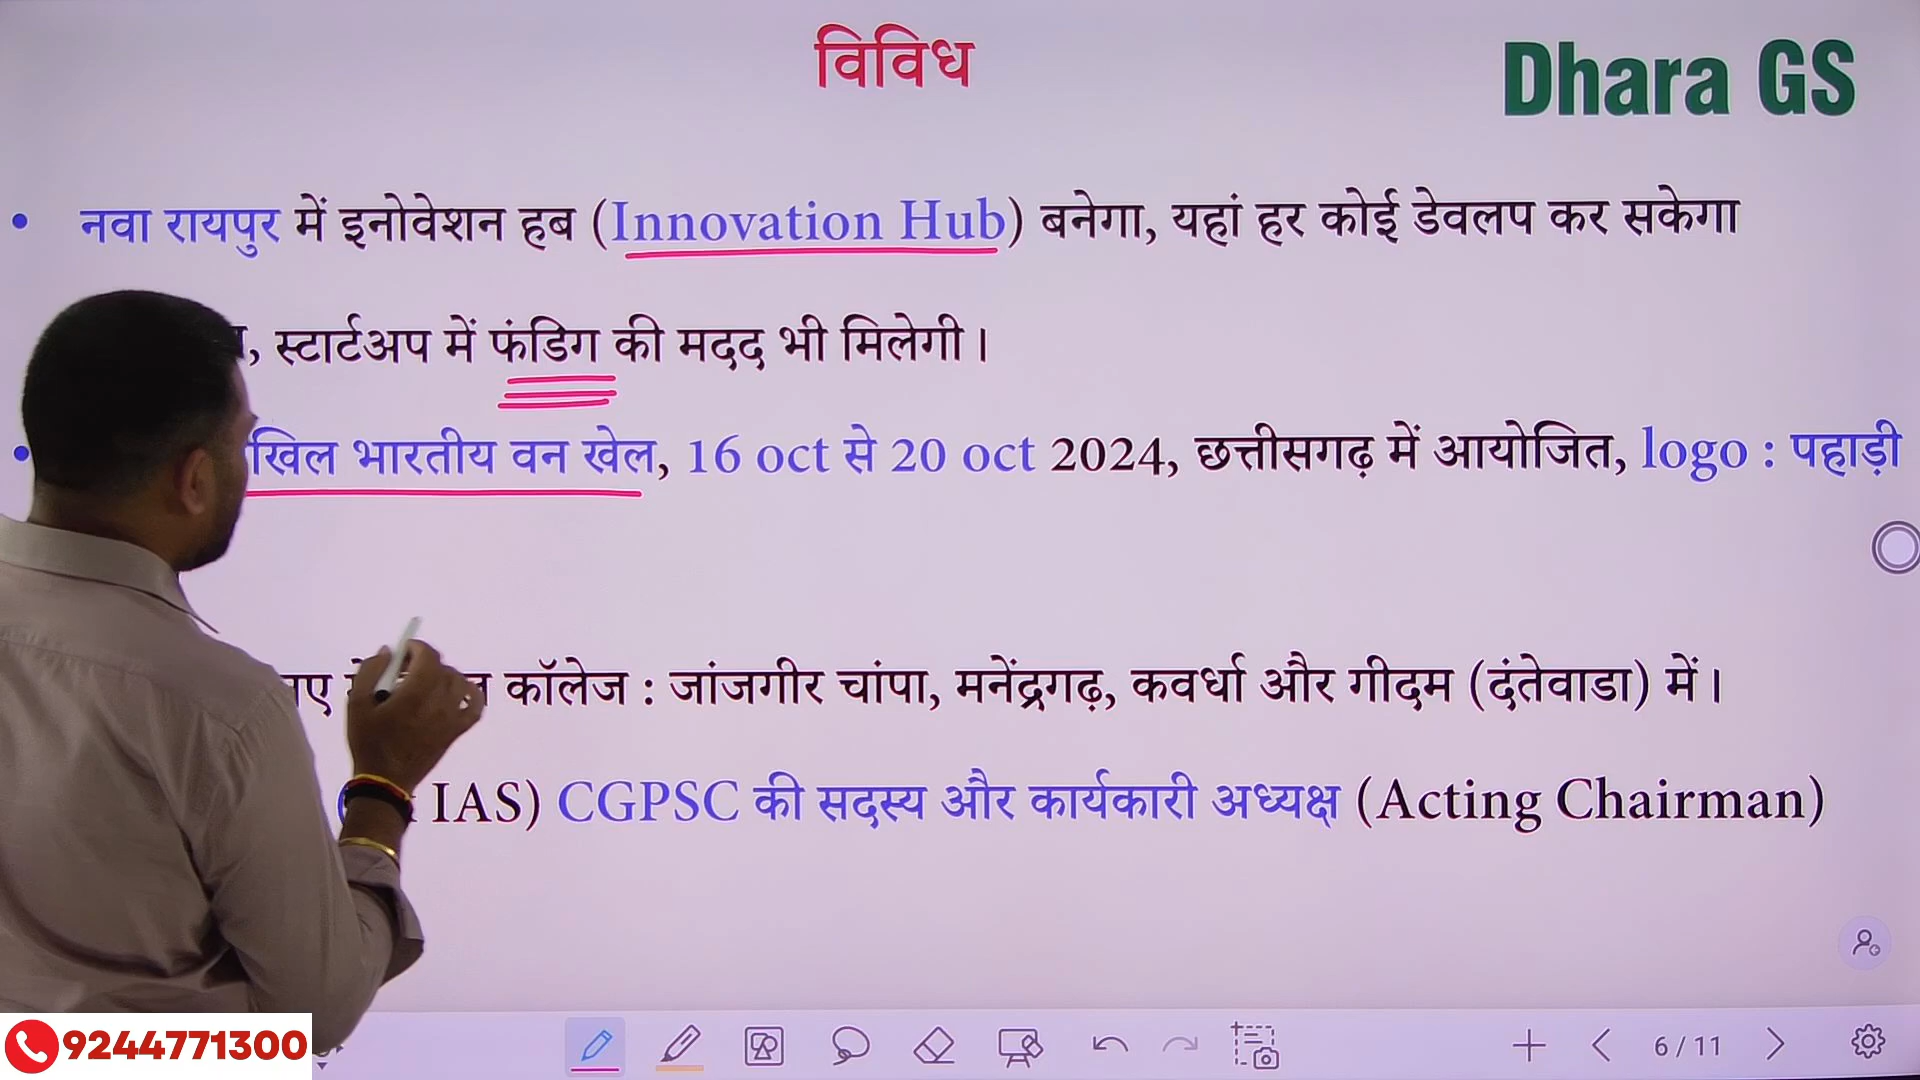 विविध
Dhara GS
• नवा रायपुर में इनोवेशन हब (Innovation Hub) बनेगा, यहां हर कोई डेवलप कर सकेगा
, स्टार्टअप में फंडिग की मदद भी मिलेगी।
• खिल भारतीय वन खेल, 16 oct से 20 oct 2024, छत्तीसगढ़ में आयोजित, logo : पहाड़ी
कॉलेज : जांजगीर चांपा, मनेंद्रगढ़, कवर्धा और गीदम (दंतेवाडा) में।
IAS) CGPSC की सदस्य और कार्यकारी अध्यक्ष (Acting Chairman)
9244771300
6 / 11